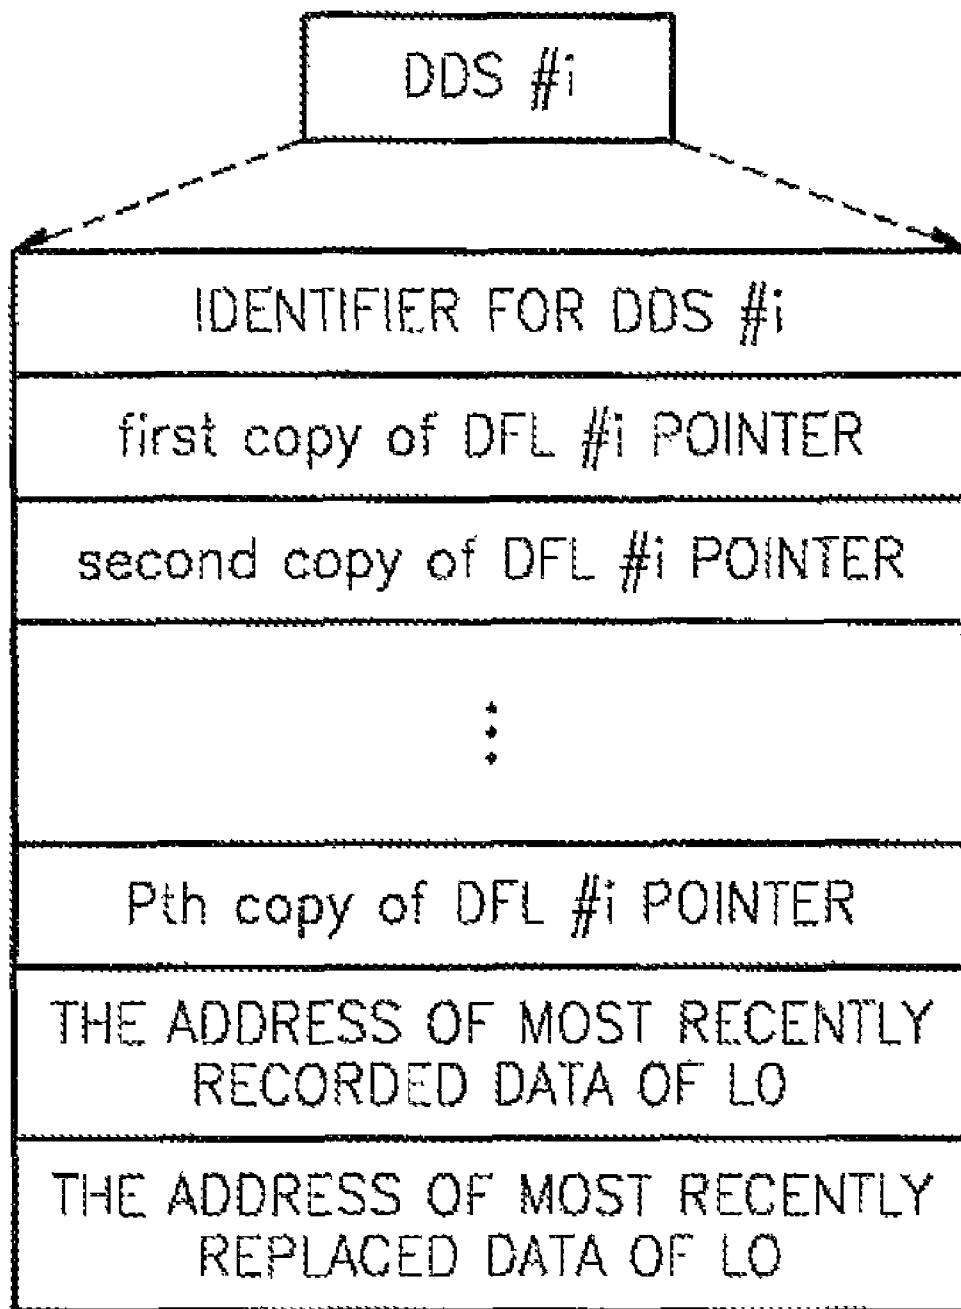 DDS #i
IDENTIFIER FOR DDS #i
first copy of DFL #i POINTER
second copy of DFL #i POINTER
Pth copy of DFL #i POINTER
THE ADDRESS OF MOST RECENTLY
RECORDED DATA OF LO
THE ADDRESS OF MOST RECENTLY
REPLACED DATA OF LO